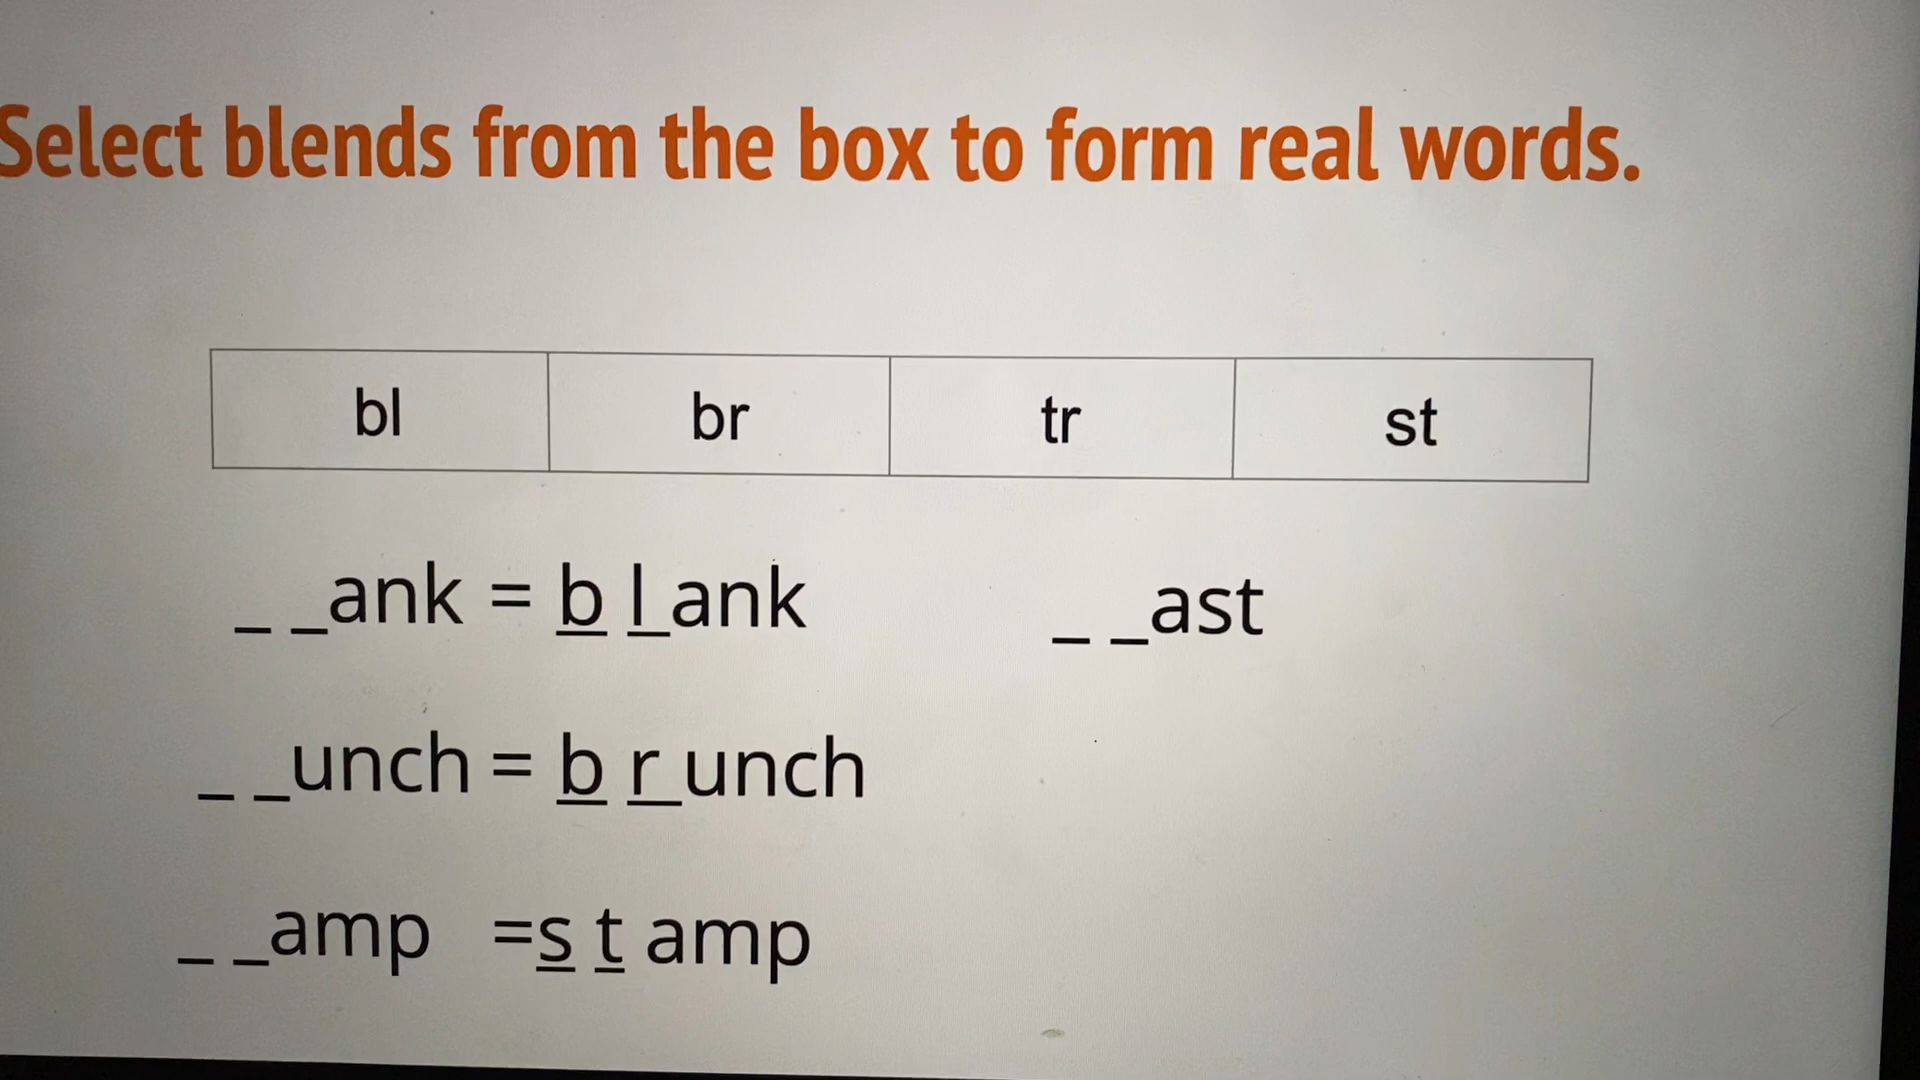 Select blends from the box to form real words.
bl br tr st
_ _ank = b l ank _ _ast
_ _unch = b r unch
_ _amp =s t amp